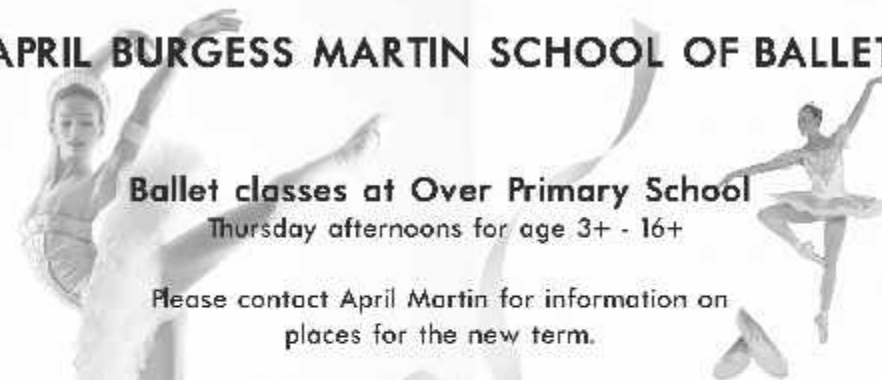 APRIL BURGESS MARTIN SCHOOL OF BALLET
Ballet classes at Over Primary School
Thursday afternoons for age 3+ - 16+
Please contact April Martin for information on
places for the new term.